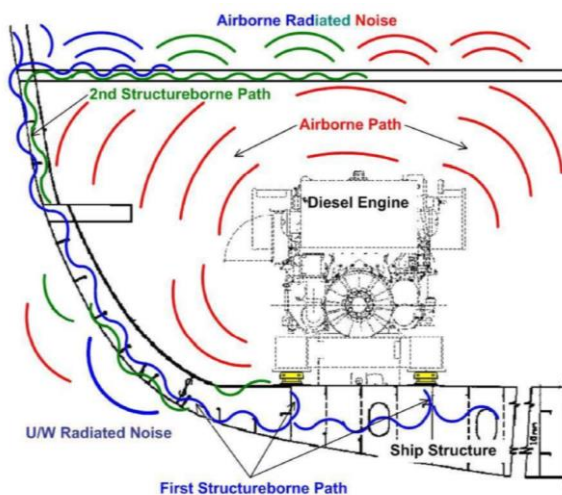 Airborne Radiated Noise
2nd Structureborne Path
Airborne Path
Diesel Engine
U/W Radiated Noise
Ship Structure
First Structureborne Path